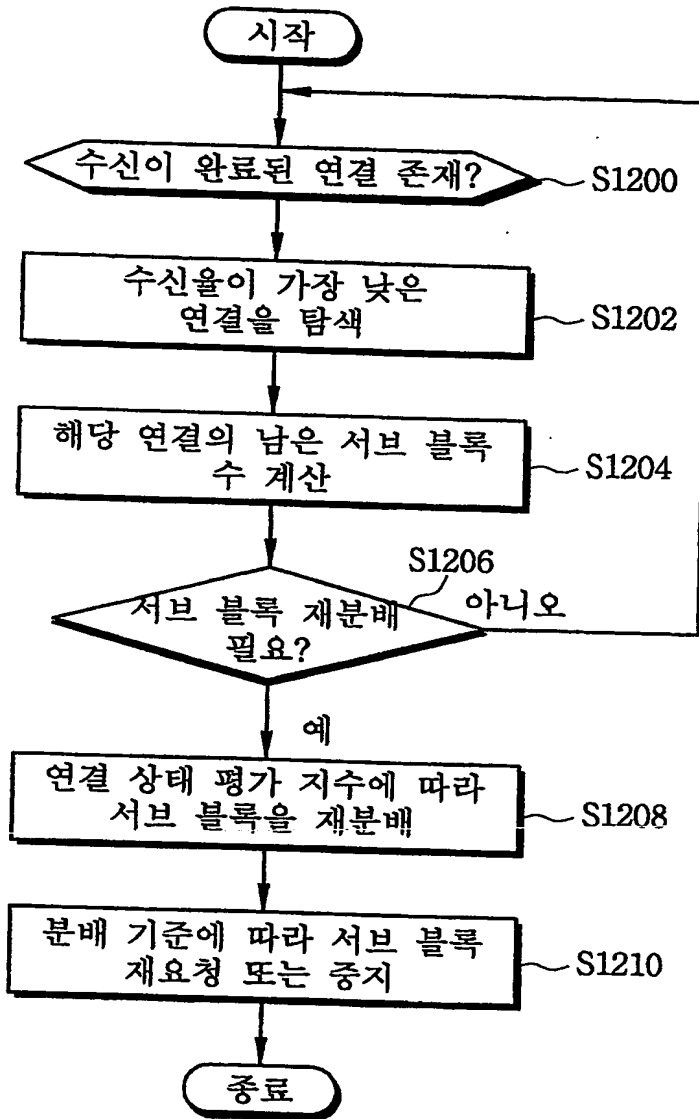 시작
수신이 완료된 연결 존재?
S1200
수신율이 가장 낮은
연결을 탐색
S1202
해당 연결의 남은 서브 블록
수 계산
S1204
S1206
서브 블록 재분배
필요?
아니오
예
연결 상태 평가 지수에 따라
서브 블록을 재분배
S1208
분배 기준에 따라 서브 블록
재요청 또는 중지
S1210
종료